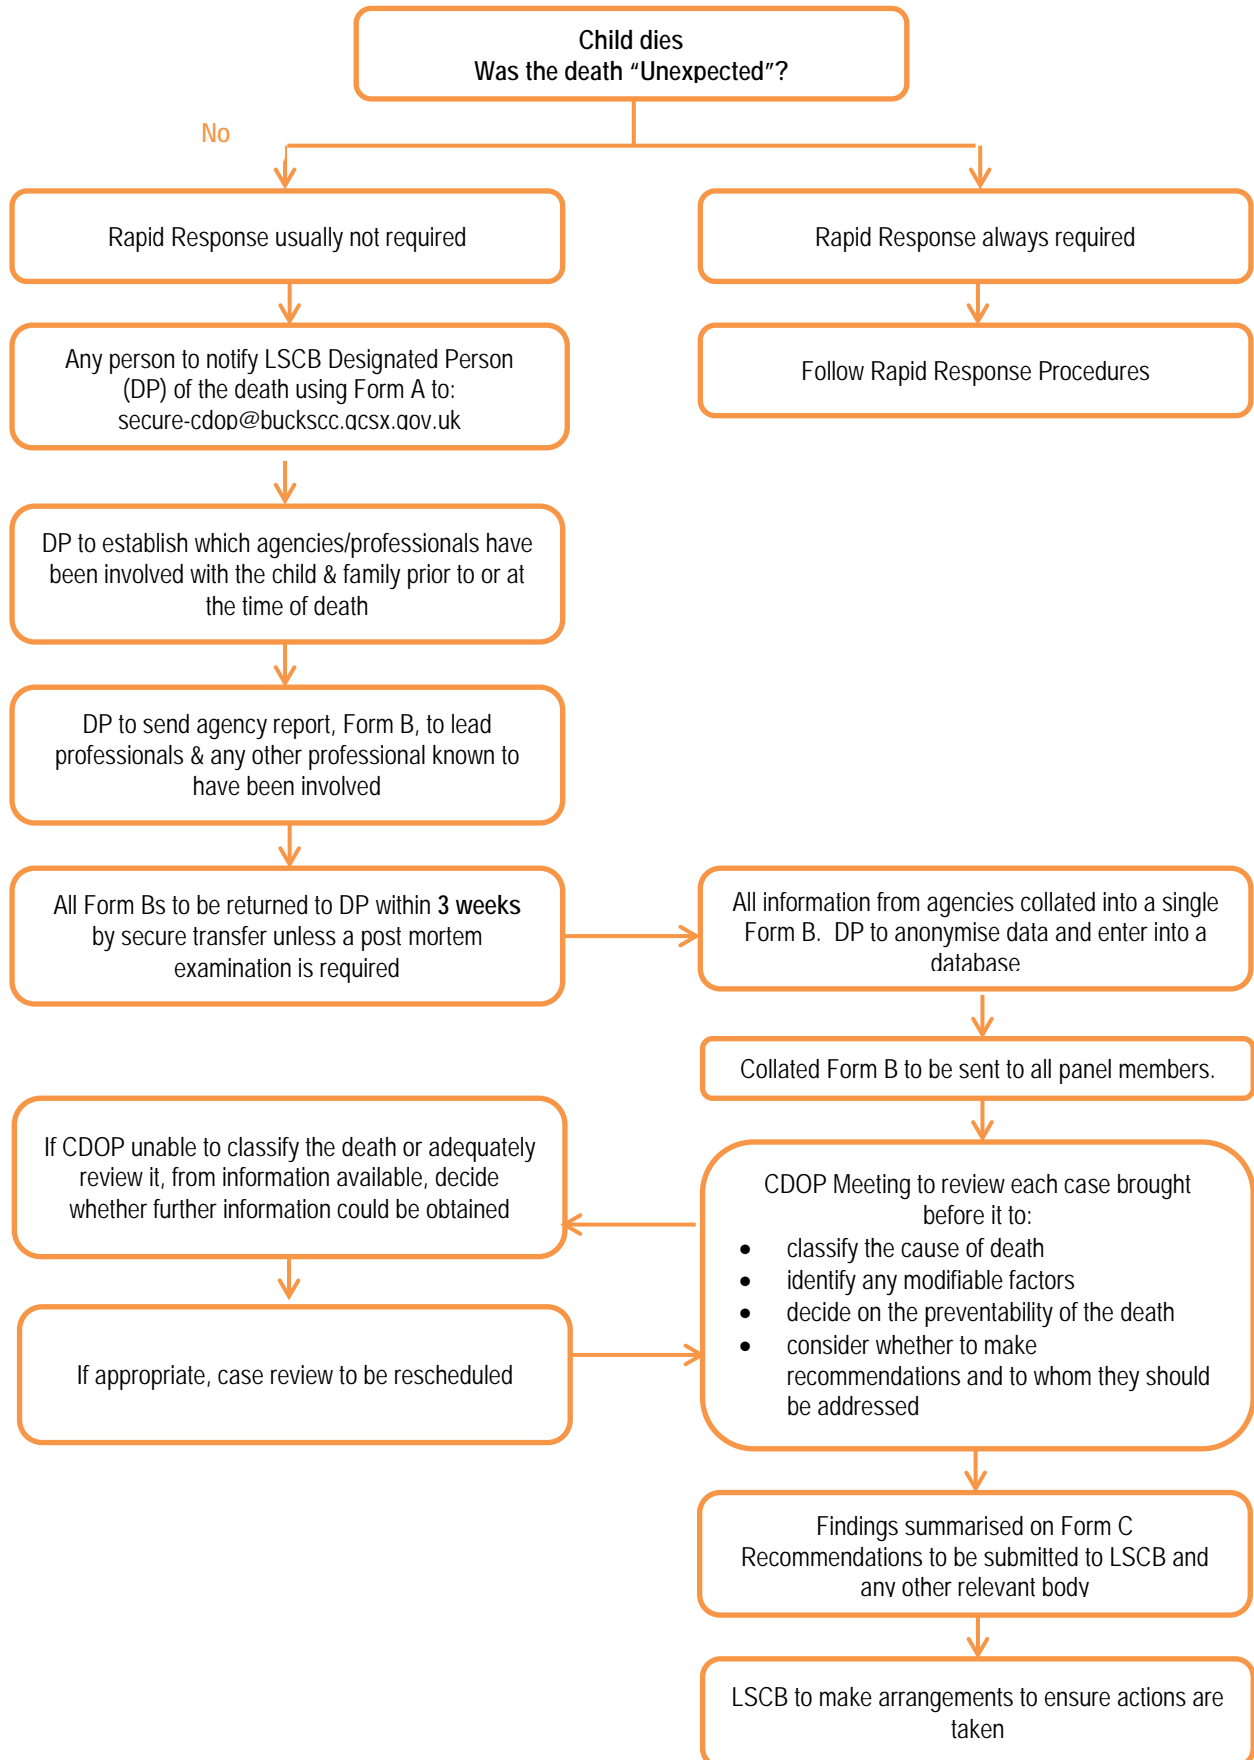 Child dies
Was the death “Unexpected”?
No
Rapid Response usually not required
Rapid Response always required
Any person to notify LSCB Designated Person
(DP) of the death using Form A to:
secure-cdop@buckscc.gcsx.gov.uk
Follow Rapid Response Procedures
DP to establish which agencies/professionals have
been involved with the child & family prior to or at
the time of death
DP to send agency report, Form B, to lead
professionals & any other professional known to
have been involved
All Form Bs to be returned to DP within 3 weeks
by secure transfer unless a post mortem
examination is required
All information from agencies collated into a single
Form B.  DP to anonymise data and enter into a
database
Collated Form B to be sent to all panel members.
If CDOP unable to classify the death or adequately
review it, from information available, decide
whether further information could be obtained
CDOP Meeting to review each case brought
before it to:
• classify the cause of death
• identify any modifiable factors
• decide on the preventability of the death
• consider whether to make
recommendations and to whom they should
be addressed
If appropriate, case review to be rescheduled
Findings summarised on Form C
Recommendations to be submitted to LSCB and
any other relevant body
LSCB to make arrangements to ensure actions are
taken